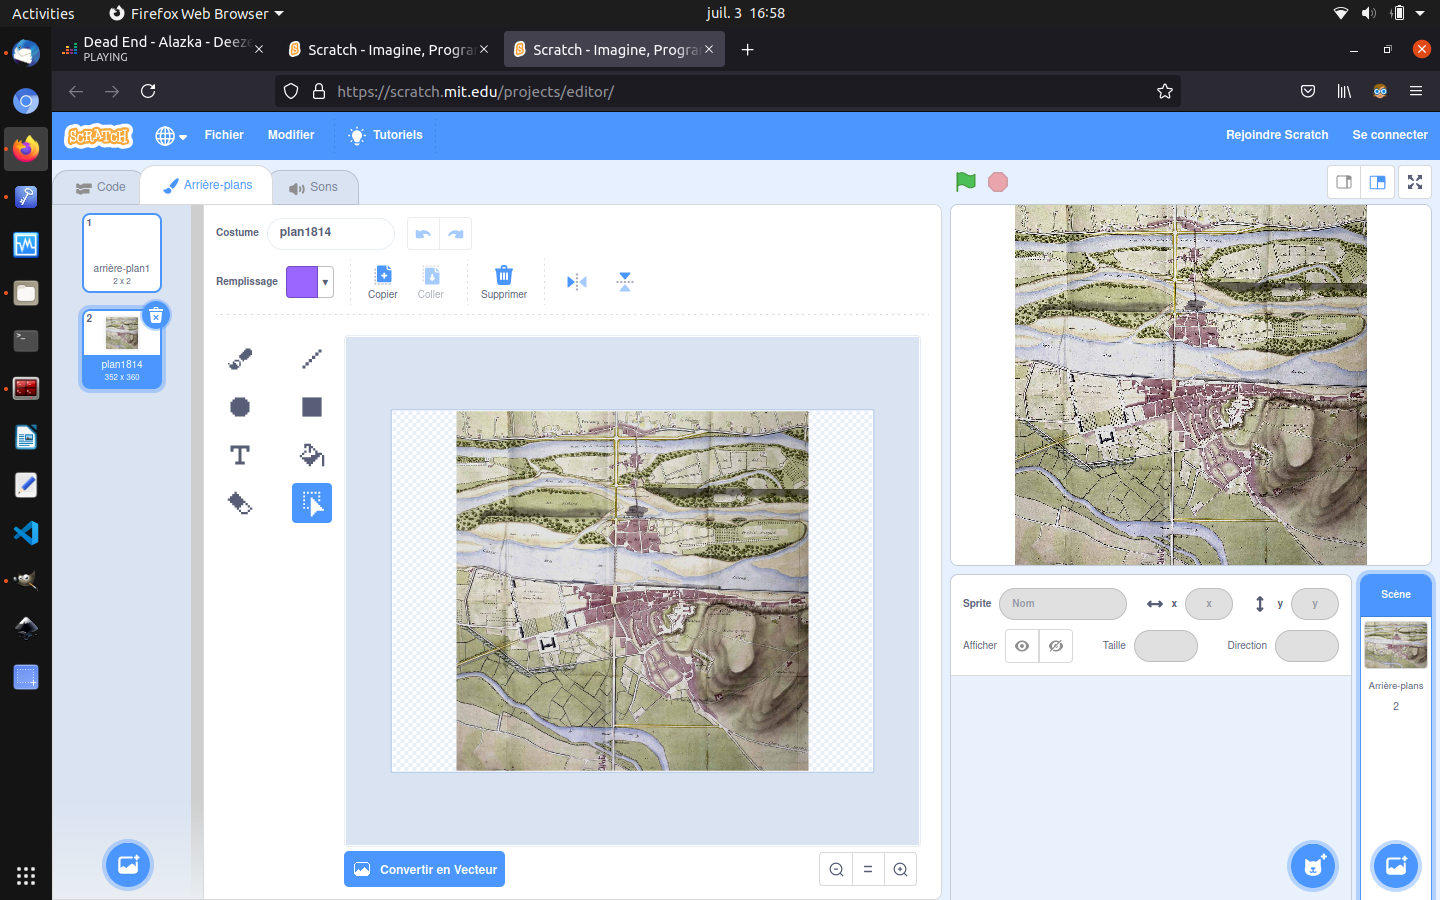 Activities
Firefox Web Browser
juil. 3 16:58
Dead End - Alazka - Deeze
PLAYING
Scratch - Imagine, Progra
Scratch - Imagine, Progra
https://scratch.mit.edu/projects/editor/
SCRATCH
Fichier
Modifier
Tutoriels
Rejoindre Scratch
Se connecter
Code
Arrière-plans
Sons
1
arrière-plan1
2 x 2
2
plan1814
352 x 360
Costume
plan1814
Remplissage
Copier
Coller
Supprimer
T
Convertir en Vecteur
Sprite
Nom
x
x
y
y
Afficher
Taille
Direction
Scène
Arrière-plans
2